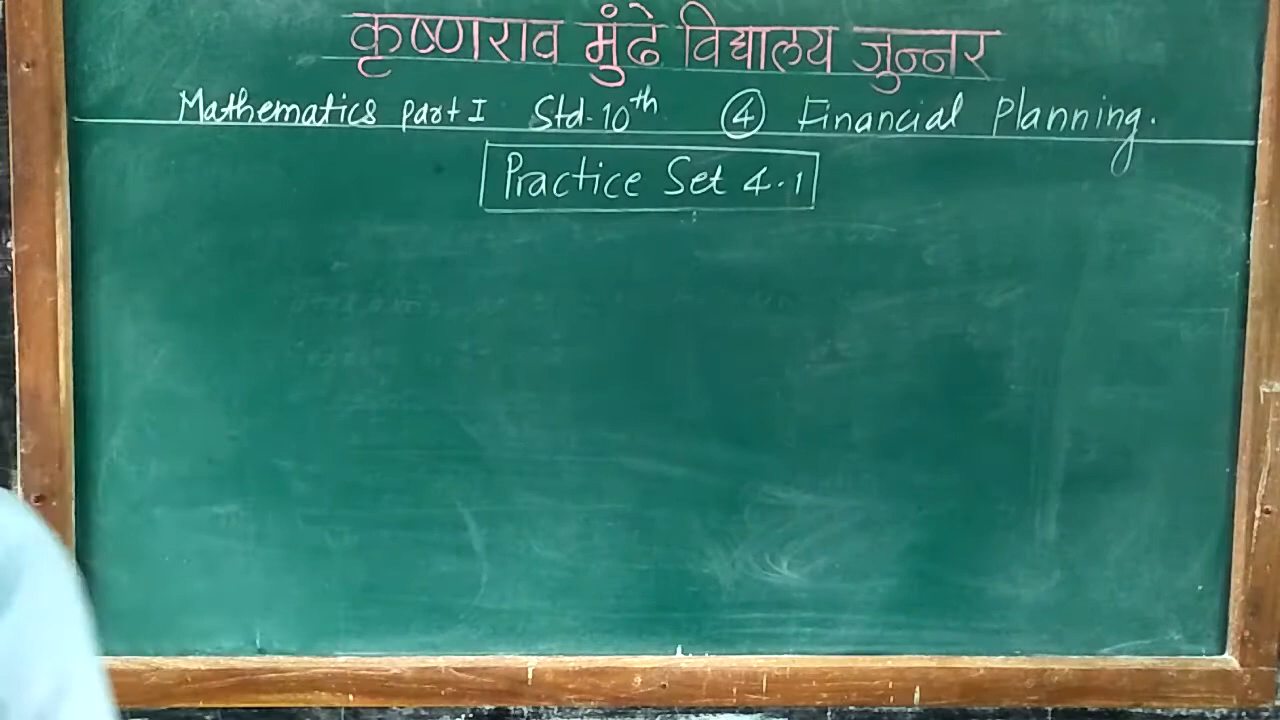 कृष्णराव मुंढे विद्यालय जुन्नर
Mathematics part I Std. 10th ④ Financial Planning.
Practice Set 4.1